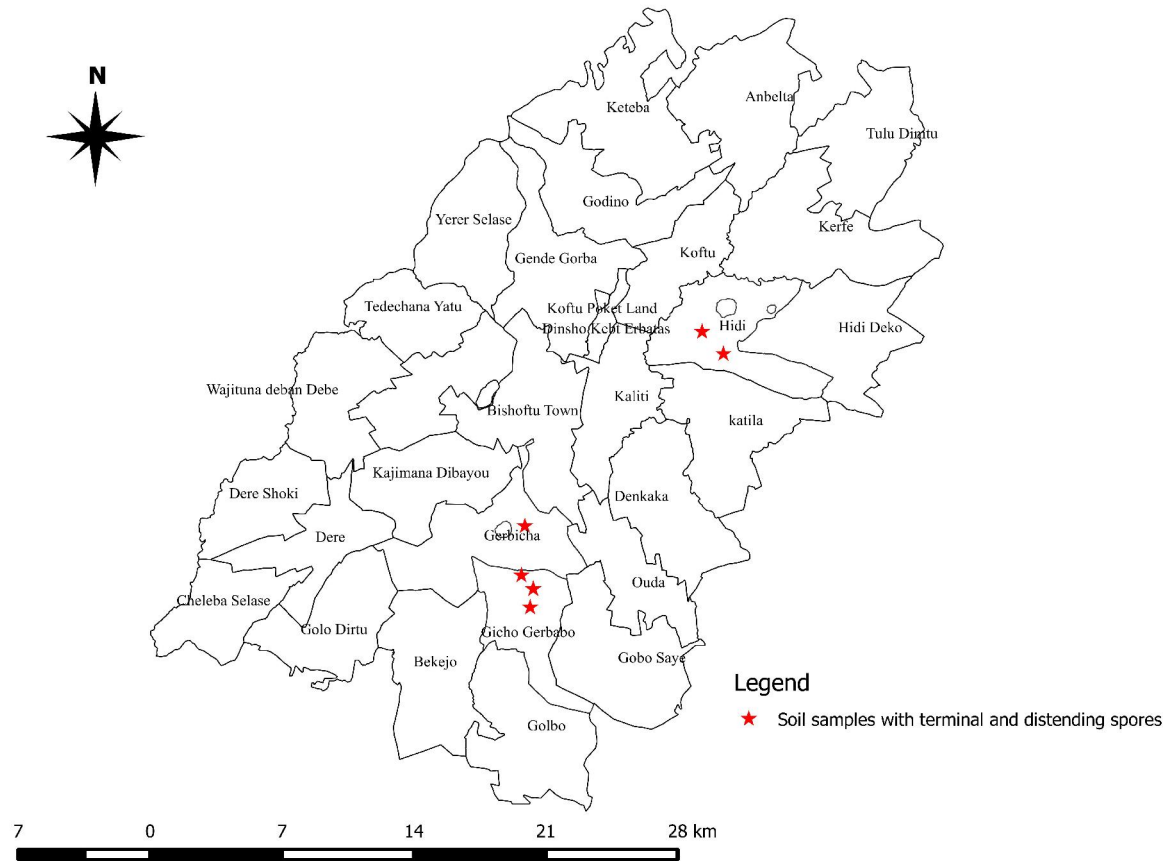 N
Keteba
Anbelta
Tulu Dimtu
Godino
Yerer Selase
Kerfe
Gende Gorba
Koftu
Tedechana Yatu
Koftu Poket Land
Dinsho Kebt Erbatas
Hidi
Hidi Deko
Wajituna deban Debe
Bishoftu Town
Kaliti
katila
Kajimana Dibayou
Dere Shoki
Denkaka
Dere
Gerbicha
Cheleba Selase
Ouda
Golo Dirtu
Gicho Gerbabo
Bekejo
Gobo Saye
Golbo
Legend
Soil samples with terminal and distending spores
7 0 7 14 21 28 km